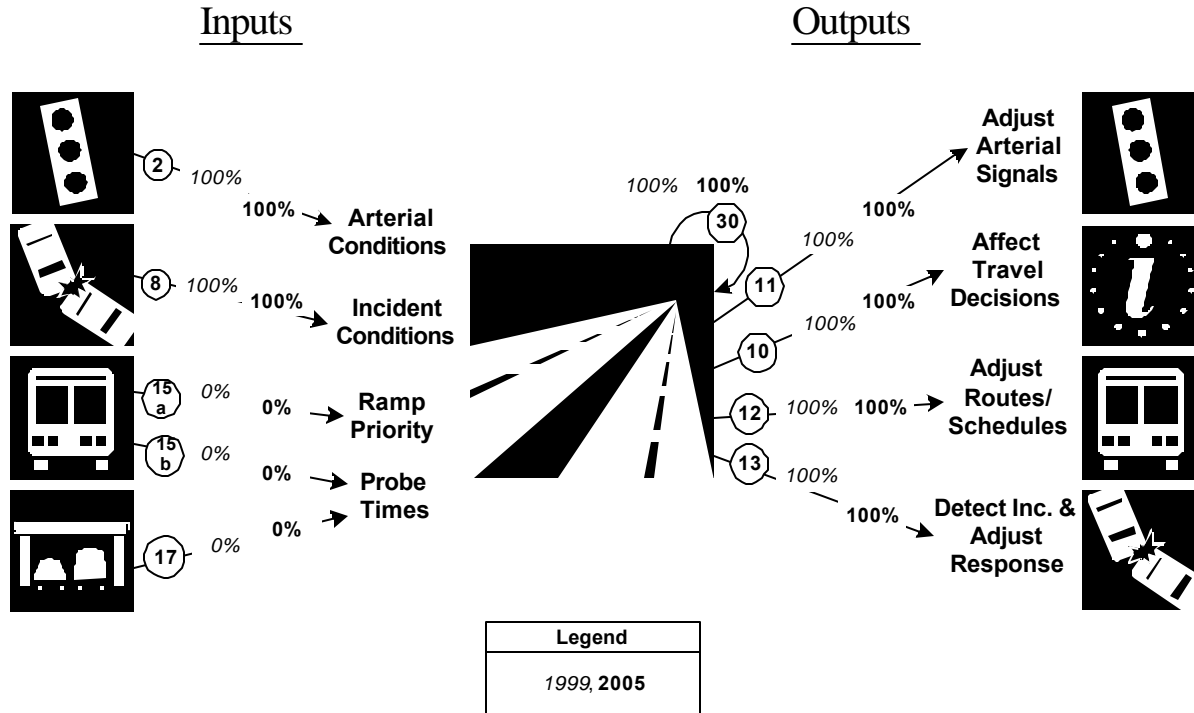 Inputs
Outputs
2
100%
100%
Arterial
Conditions
8
100%
100%
Incident
Conditions
15
a
0%
0%
Ramp
Priority
15
b
0%
0%
Probe
Times
17
0%
0%
100% 100%
30
11
100%
100%
Adjust
Arterial
Signals
10
100%
100%
Affect
Travel
Decisions
i
12
100%
100%
Adjust
Routes/
Schedules
13
100%
100%
Detect Inc. &
Adjust
Response
Legend
1999, 2005